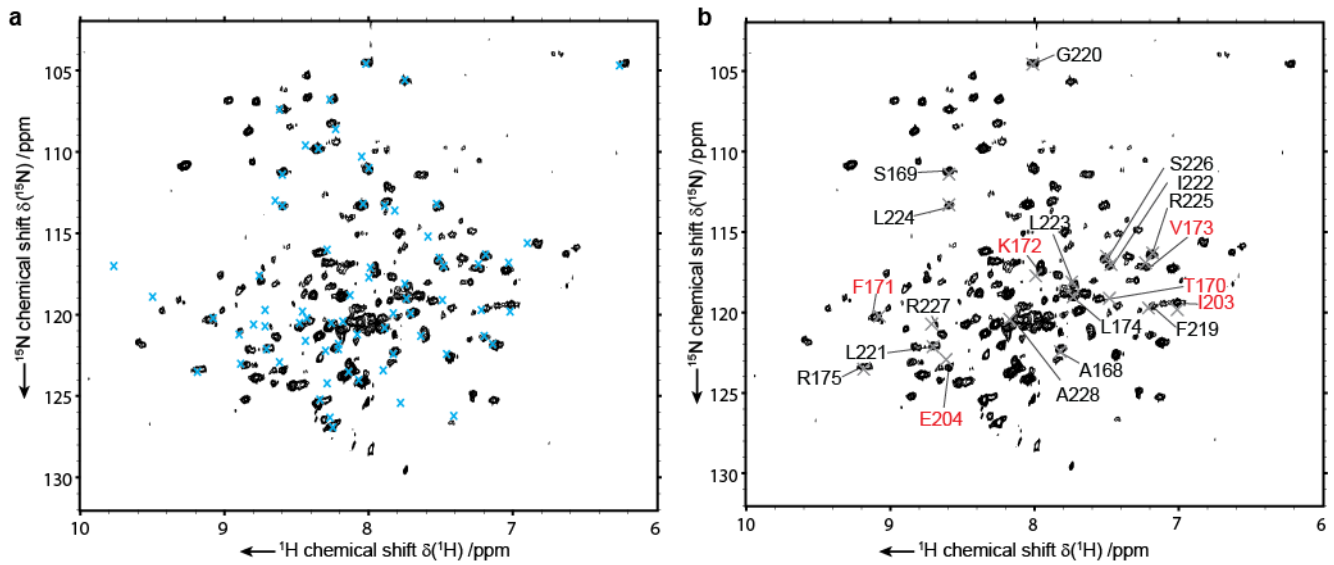 a
105
110
115
120
125
130
10
9
8
7
6
¹⁵N chemical shift δ(¹⁵N) /ppm
¹H chemical shift δ(¹H) /ppm
b
105
110
115
120
125
130
10
9
8
7
6
¹⁵N chemical shift δ(¹⁵N) /ppm
¹H chemical shift δ(¹H) /ppm
G220
S169
L224
S226
I222
R225
L223
V173
K172
F171
T170
I203
R227
F219
L174
L221
A168
R175
A228
E204